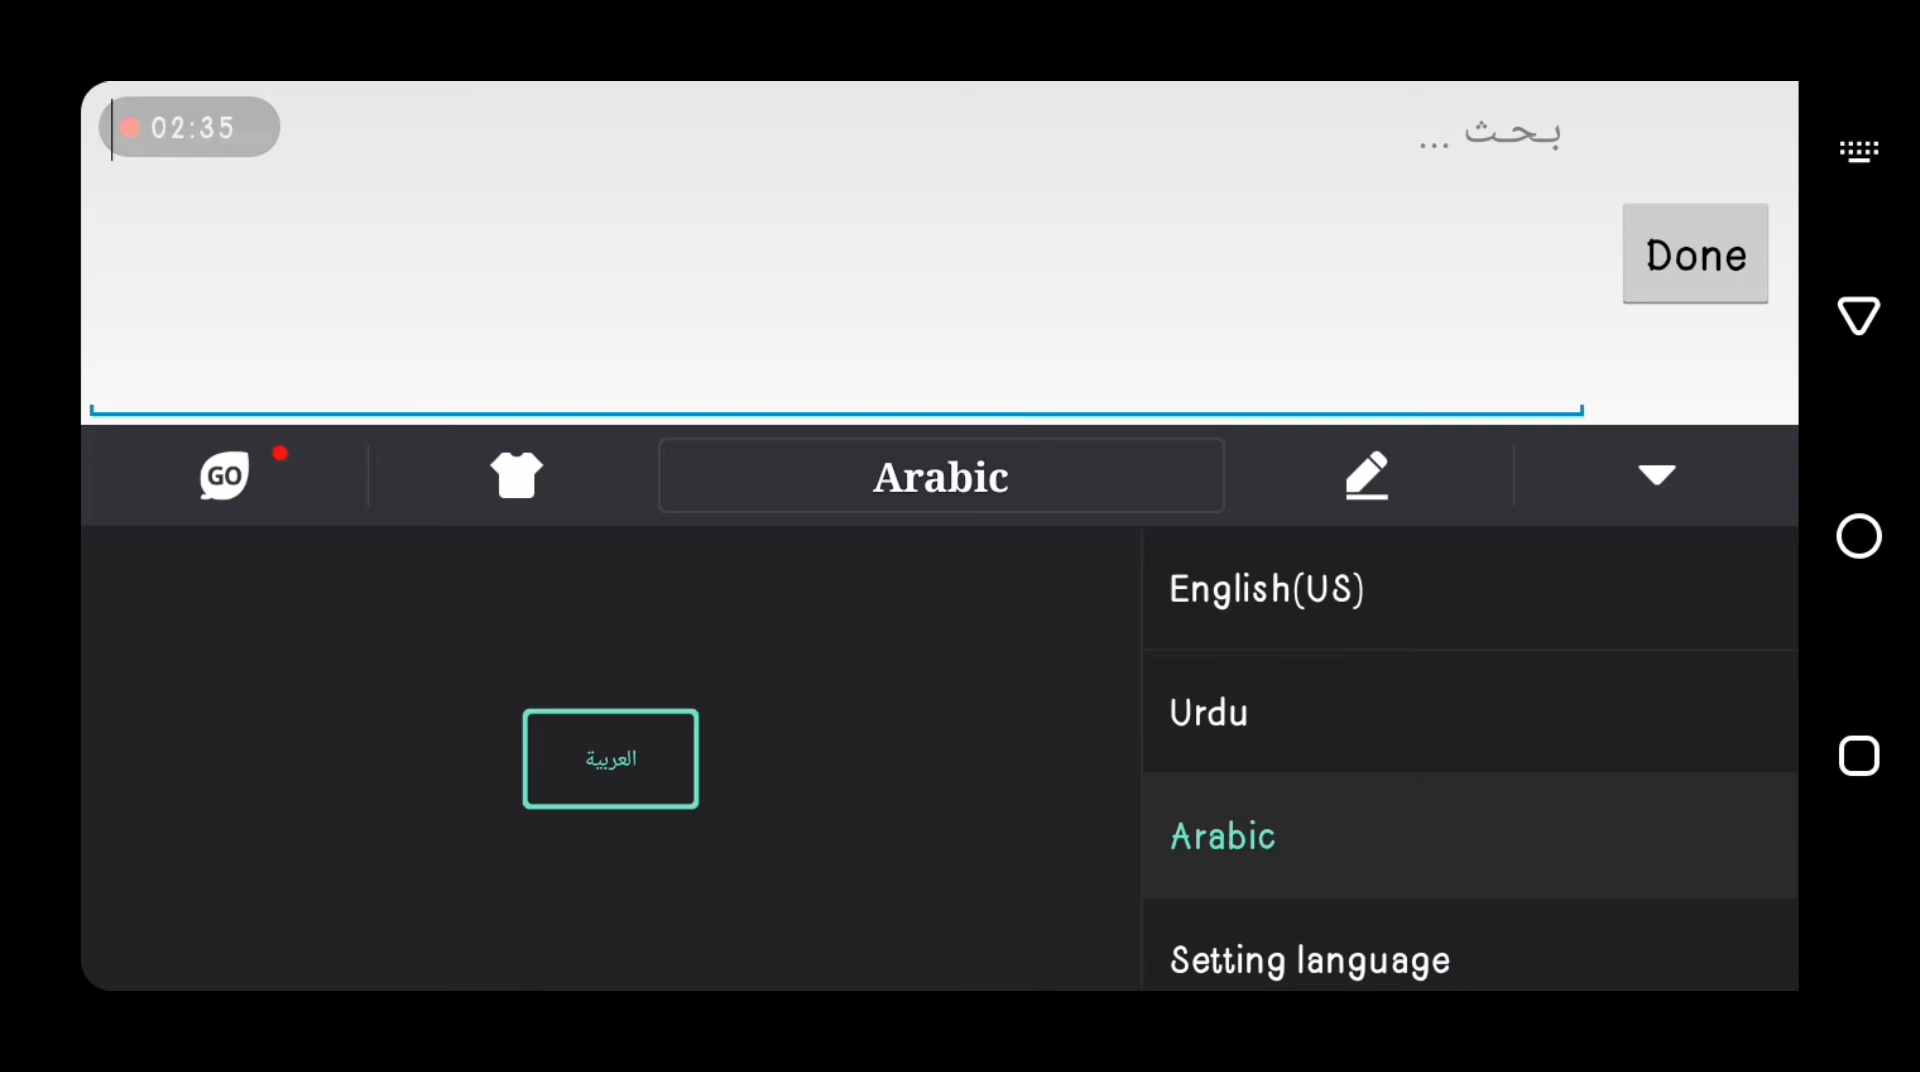 02:35
بحث ...
Done
GO
Arabic
English(US)
Urdu
العربية
Arabic
Setting language